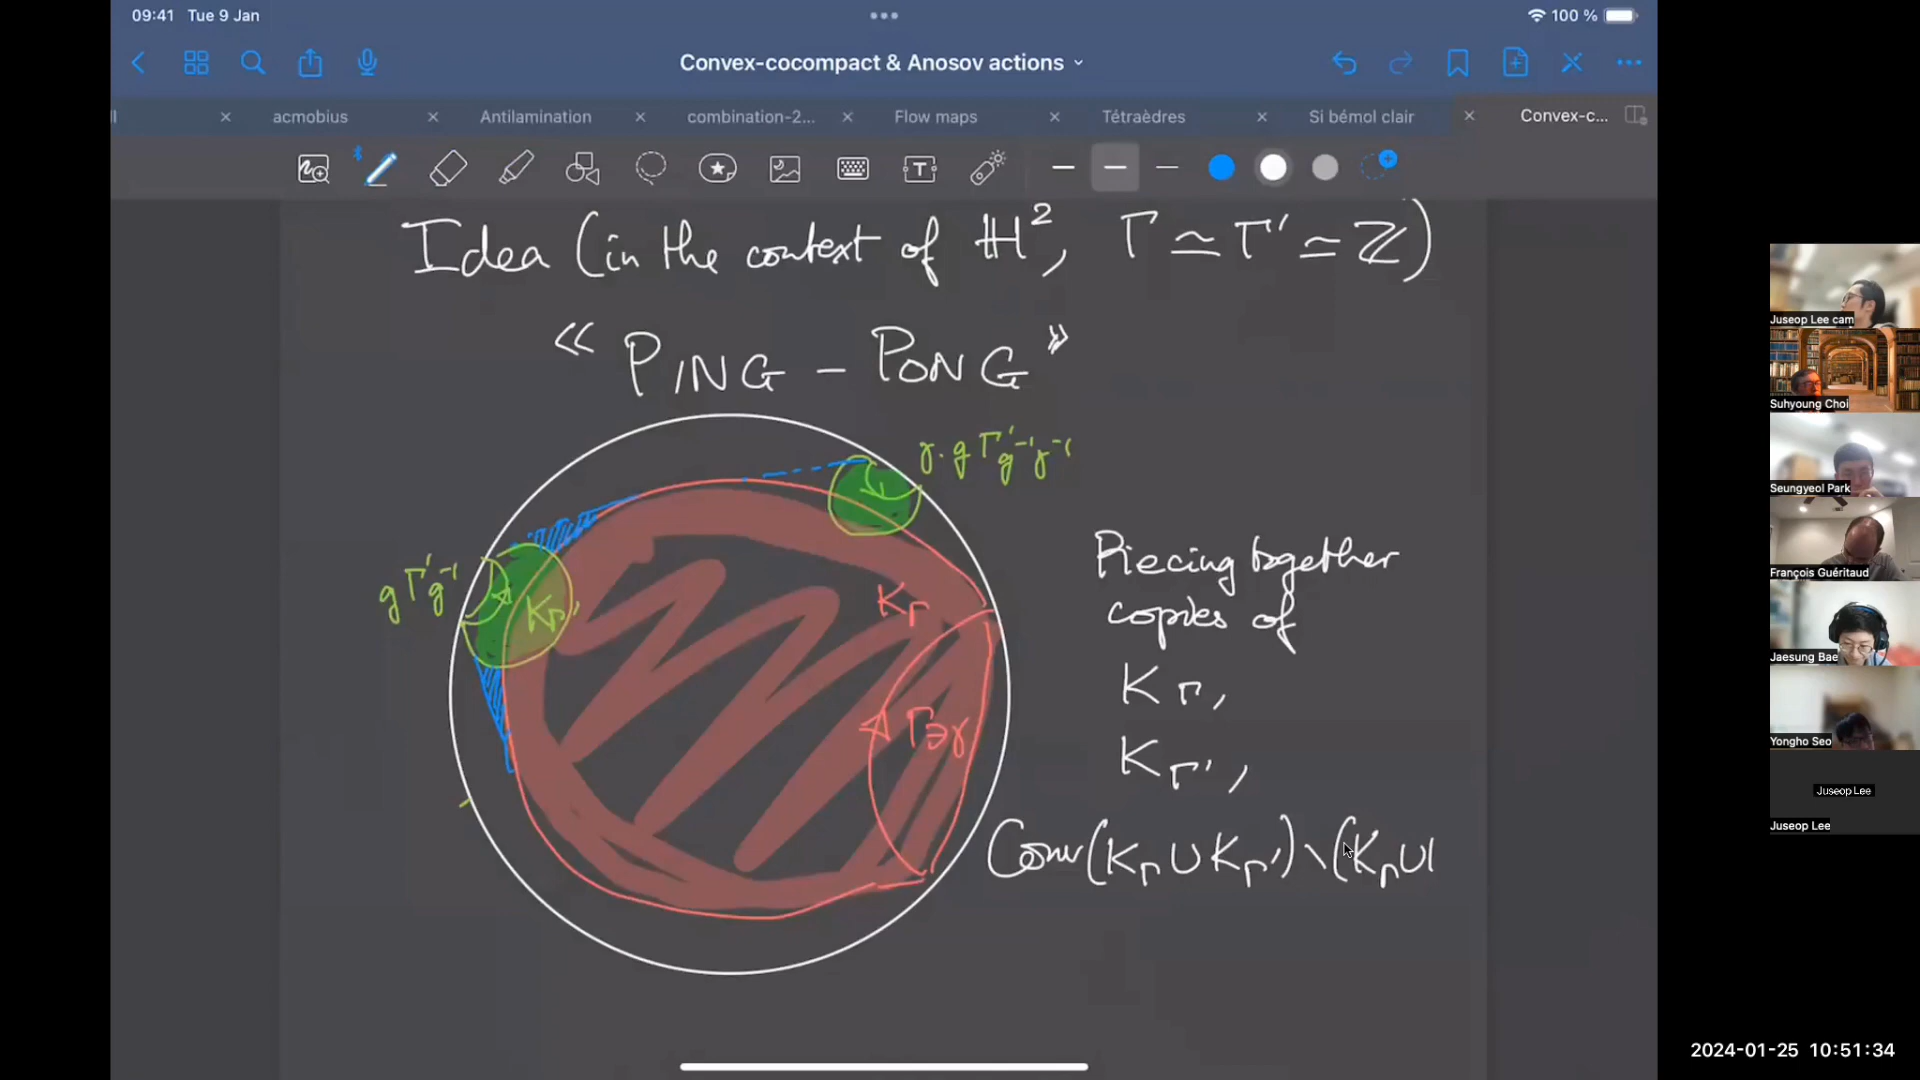 09:41 Tue 9 Jan
100 %
Convex-cocompact & Anosov actions
acmobius
Antilamination
combination-2...
Flow maps
Tétraèdres
Si bémol clair
Convex-c...
Idea (in the context of ℍ², Γ ≃ Γ' ≃ ℤ)
« PING – PONG »
γ·gΓ'g⁻¹γ⁻¹
gΓ'g⁻¹
K_Γ'
K_Γ
Γ∋γ
Piecing together
copies of
K_Γ,
K_Γ',
Conv(K_Γ ∪ K_Γ') \ (K_Γ ∪
Juseop Lee cam
Suhyoung Choi
Seungyeol Park
François Guéritaud
Jaesung Bae
Yongho Seo
Juseop Lee
Juseop Lee
2024-01-25 10:51:34